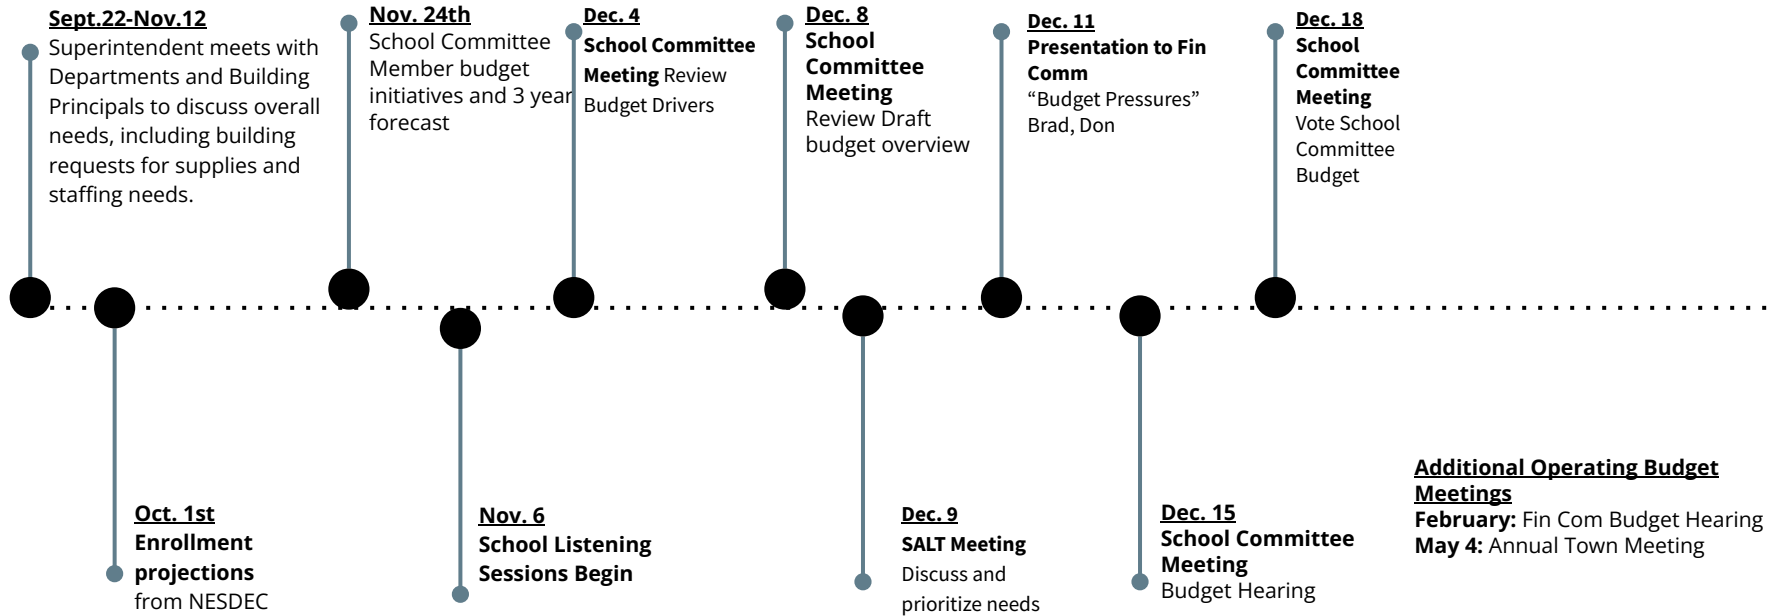 Sept.22-Nov.12
Superintendent meets with
Departments and Building
Principals to discuss overall
needs, including building
requests for supplies and
staffing needs.
Nov. 24th
School Committee
Member budget
initiatives and 3 year
forecast
Dec. 4
School Committee
Meeting Review
Budget Drivers
Dec. 8
School
Committee
Meeting
Review Draft
budget overview
Dec. 11
Presentation to Fin
Comm
“Budget Pressures”
Brad, Don
Dec. 18
School
Committee
Meeting
Vote School
Committee
Budget
Oct. 1st
Enrollment
projections
from NESDEC
Nov. 6
School Listening
Sessions Begin
Dec. 9
SALT Meeting
Discuss and
prioritize needs
Dec. 15
School Committee
Meeting
Budget Hearing
Additional Operating Budget
Meetings
February: Fin Com Budget Hearing
May 4: Annual Town Meeting